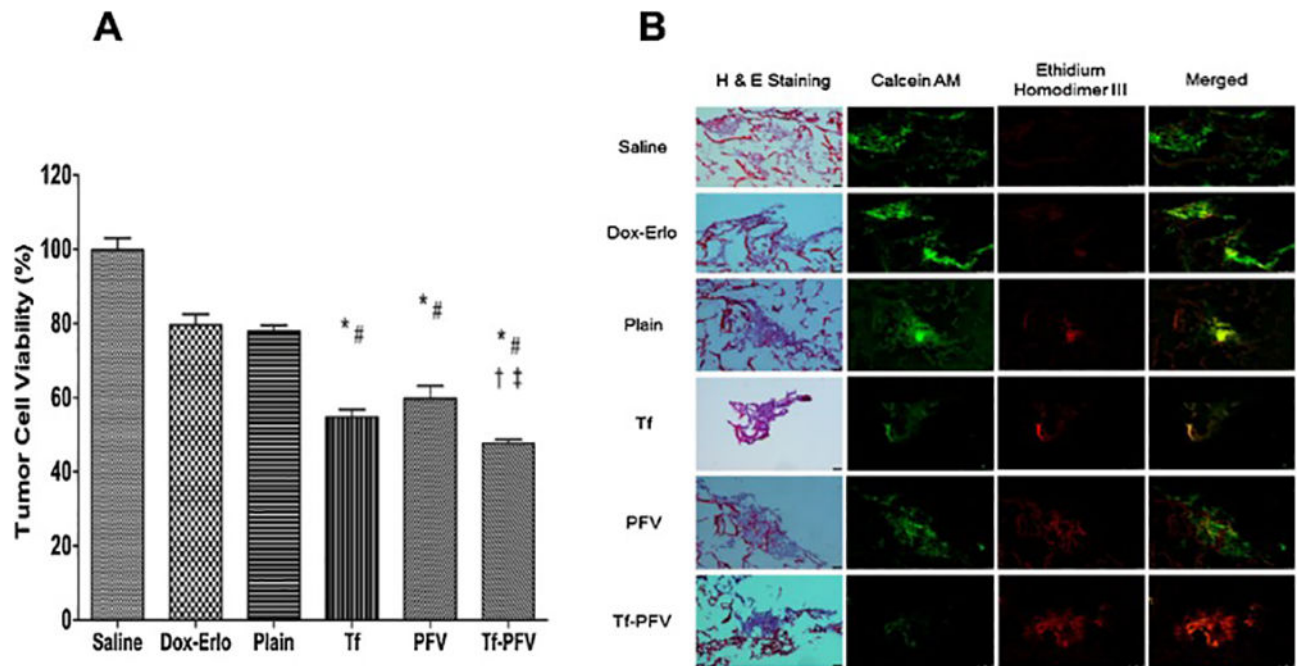 A
Tumor Cell Viability (%)
120
100
80
60
40
20
0
*
#
*
#
*
#
† ‡
Saline Dox-Erlo Plain Tf PFV Tf-PFV
B
H & E Staining Calcein AM Ethidium Homodimer III Merged
Saline
Dox-Erlo
Plain
Tf
PFV
Tf-PFV